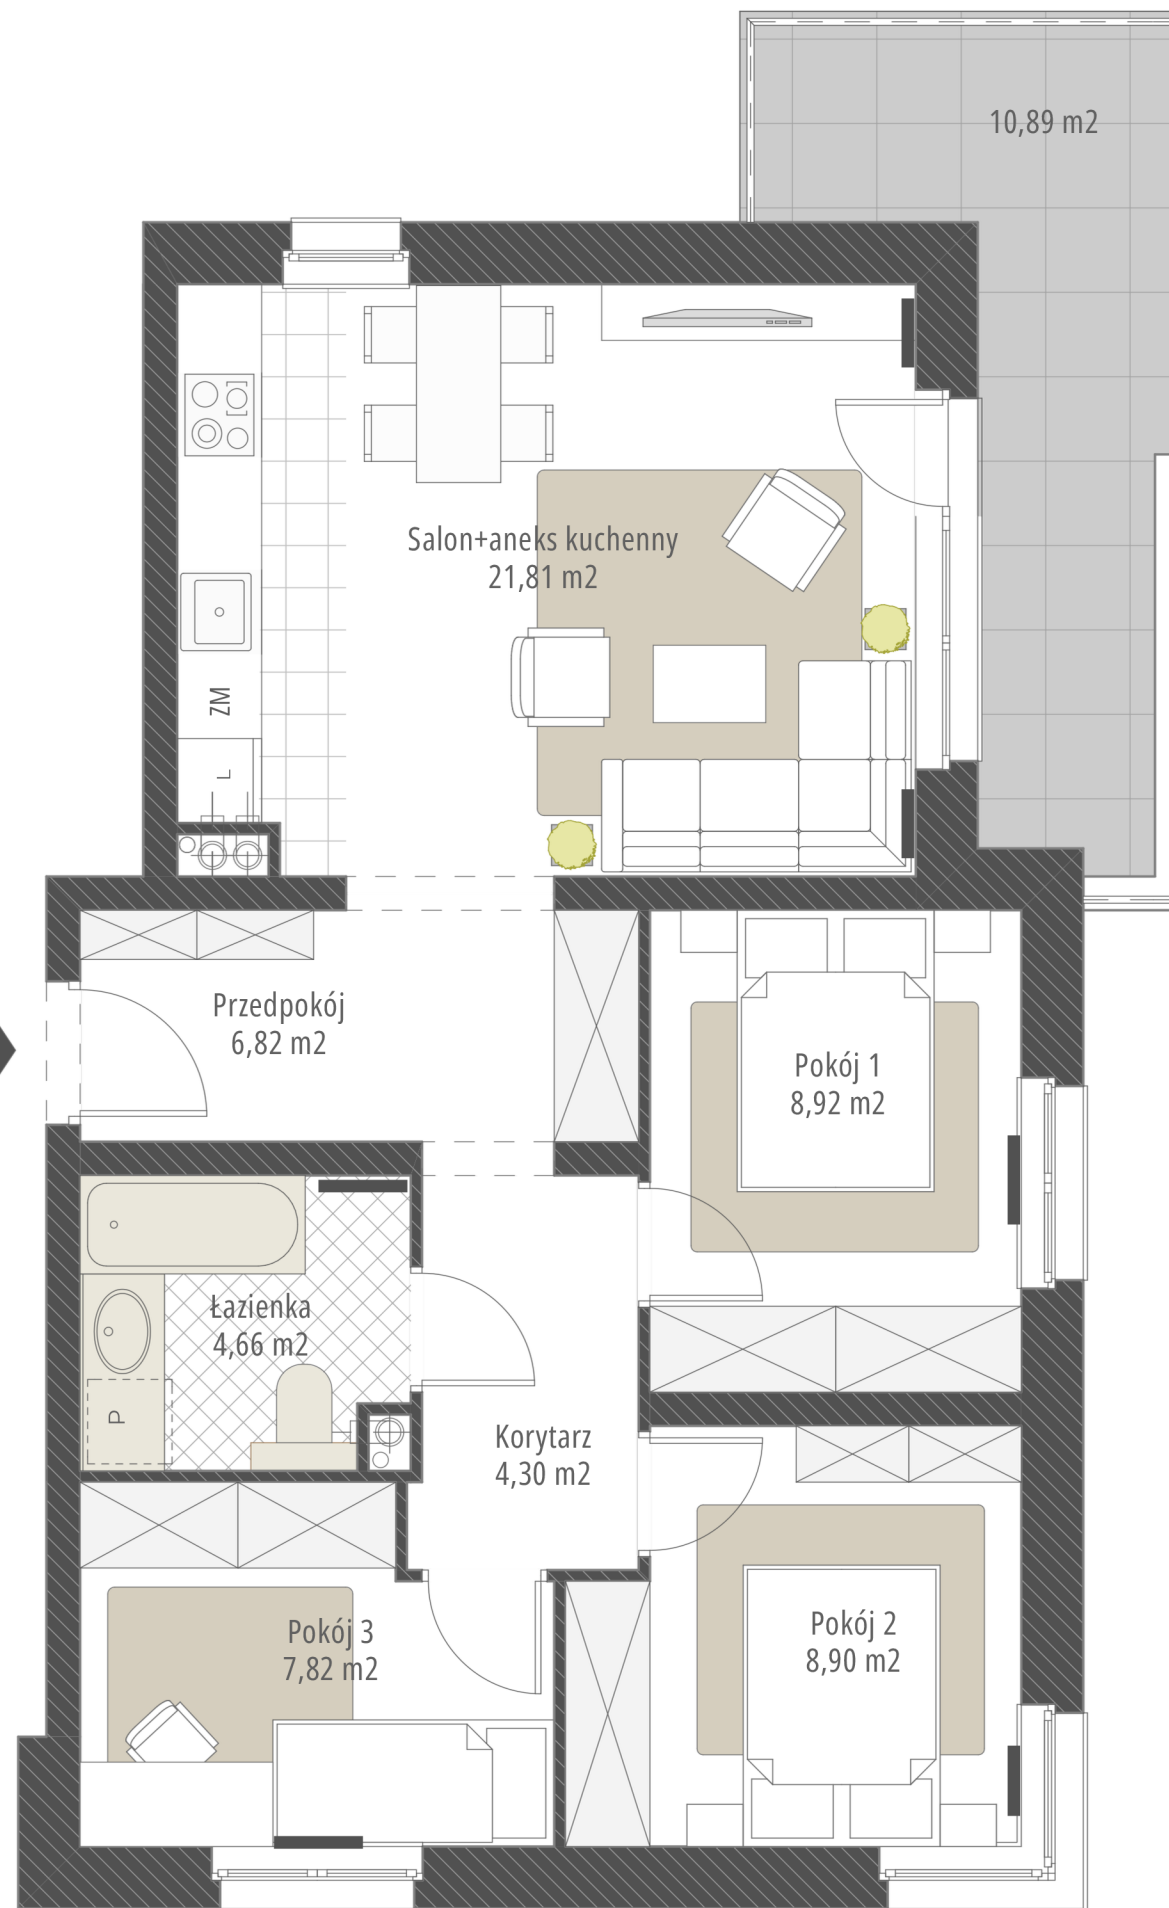 10,89 m2
Salon+aneks kuchenny
21,81 m2
ZM
L
Przedpokój
6,82 m2
Pokój 1
8,92 m2
Łazienka
4,66 m2
P
Korytarz
4,30 m2
Pokój 3
7,82 m2
Pokój 2
8,90 m2